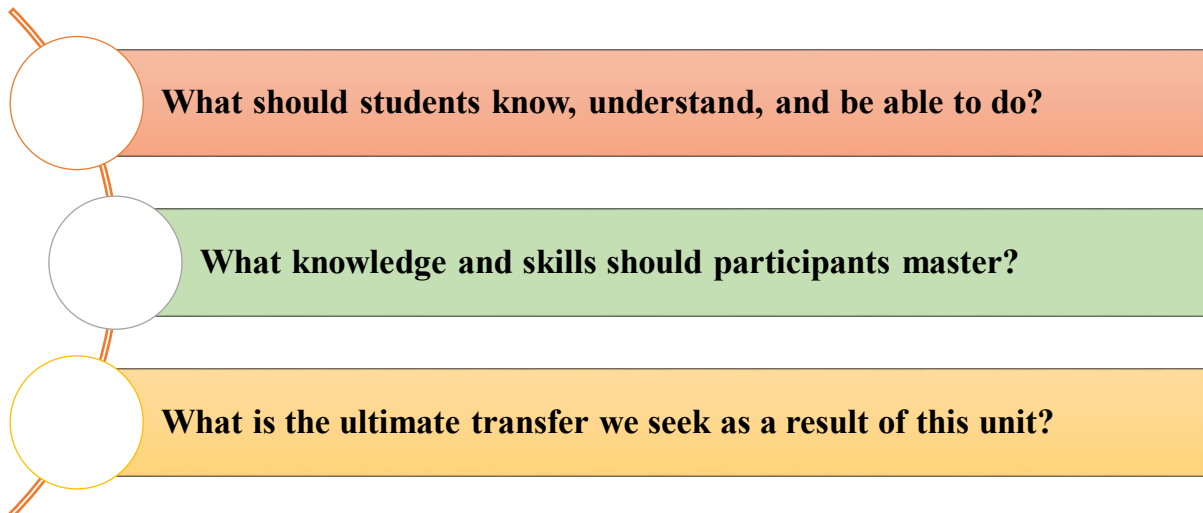 What should students know, understand, and be able to do?
What knowledge and skills should participants master?
What is the ultimate transfer we seek as a result of this unit?